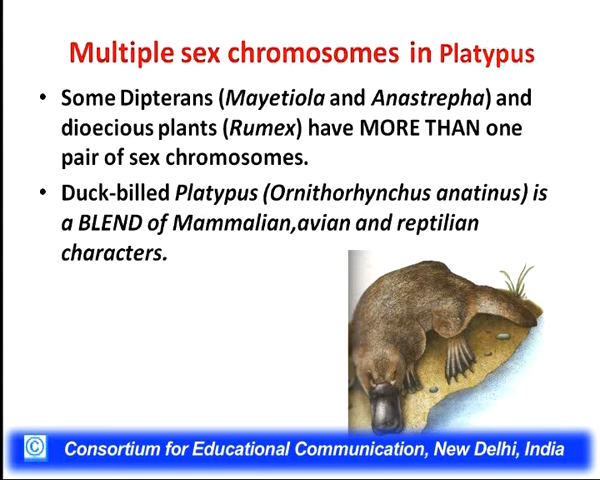 Multiple sex chromosomes in Platypus
• Some Dipterans (Mayetiola and Anastrepha) and
dioecious plants (Rumex) have MORE THAN one
pair of sex chromosomes.
• Duck-billed Platypus (Ornithorhynchus anatinus) is
a BLEND of Mammalian,avian and reptilian
characters.
© Consortium for Educational Communication, New Delhi, India